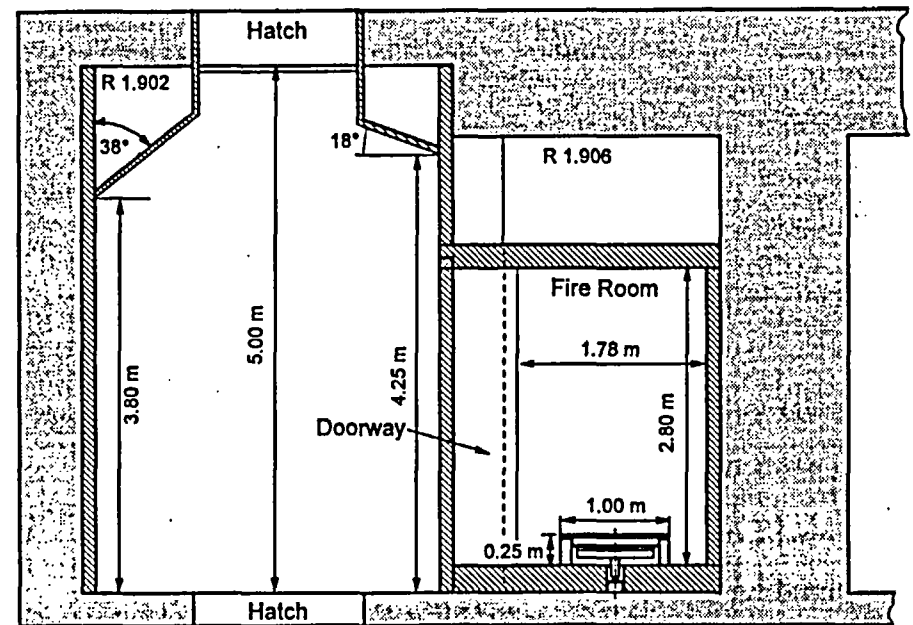 Hatch
R 1.902
38°
18°
R 1.906
Fire Room
5.00 m
1.78 m
4.25 m
3.80 m
2.80 m
Doorway
1.00 m
0.25 m
Hatch